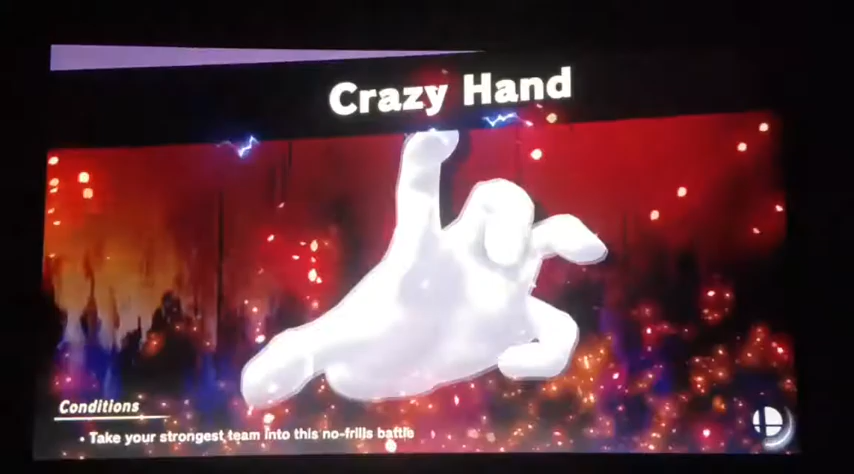 Crazy Hand
Conditions
• Take your strongest team into this no-frills battle